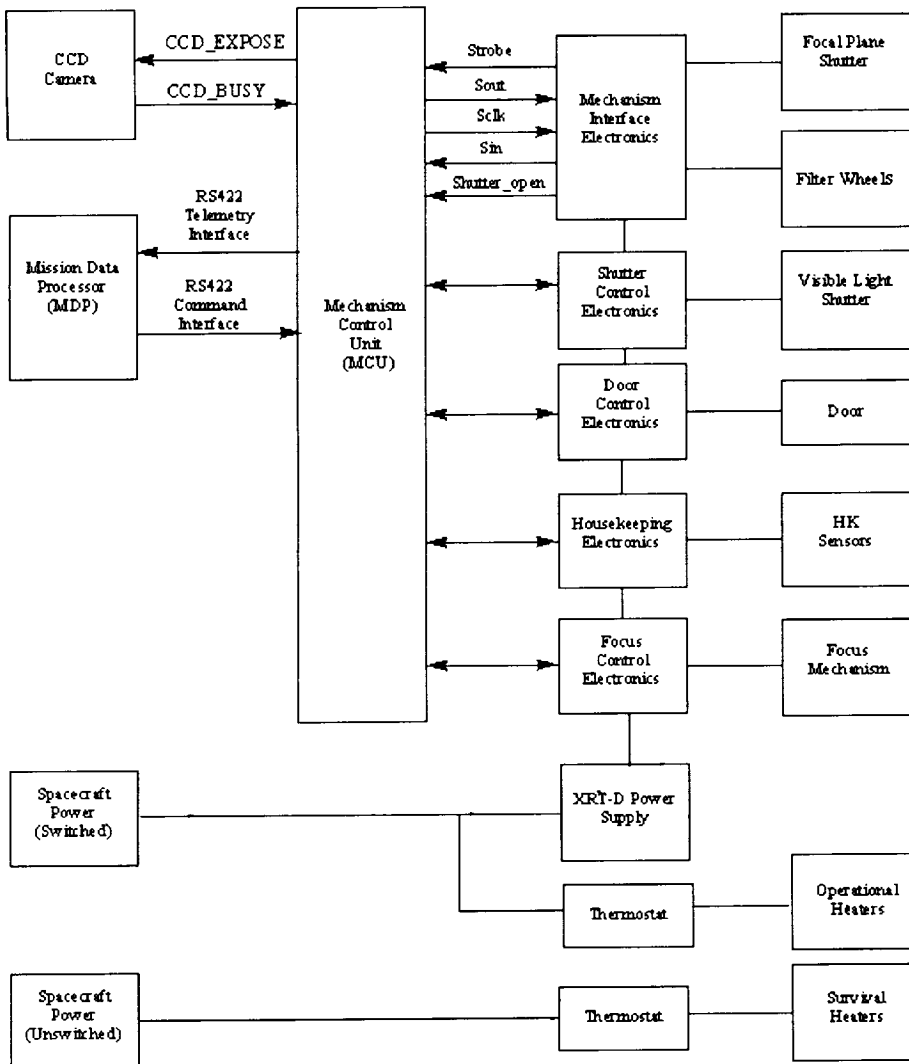 CCD
Camera
CCD_EXPOSE
CCD_BUSY
Mission Data
Processor
(MDP)
RS422
Telemetry
Interface
RS422
Command
Interface
Mechanism
Control
Unit
(MCU)
Strobe
Sout
Sclk
Sin
Shutter_open
Mechanism
Interface
Electronics
Focal Plane
Shutter
Filter Wheels
Shutter
Control
Electronics
Visible Light
Shutter
Door
Control
Electronics
Door
Housekeeping
Electronics
HK
Sensors
Focus
Control
Electronics
Focus
Mechanism
Spacecraft
Power
(Switched)
XRT-D Power
Supply
Thermostat
Operational
Heaters
Spacecraft
Power
(Unswitched)
Thermostat
Survival
Heaters